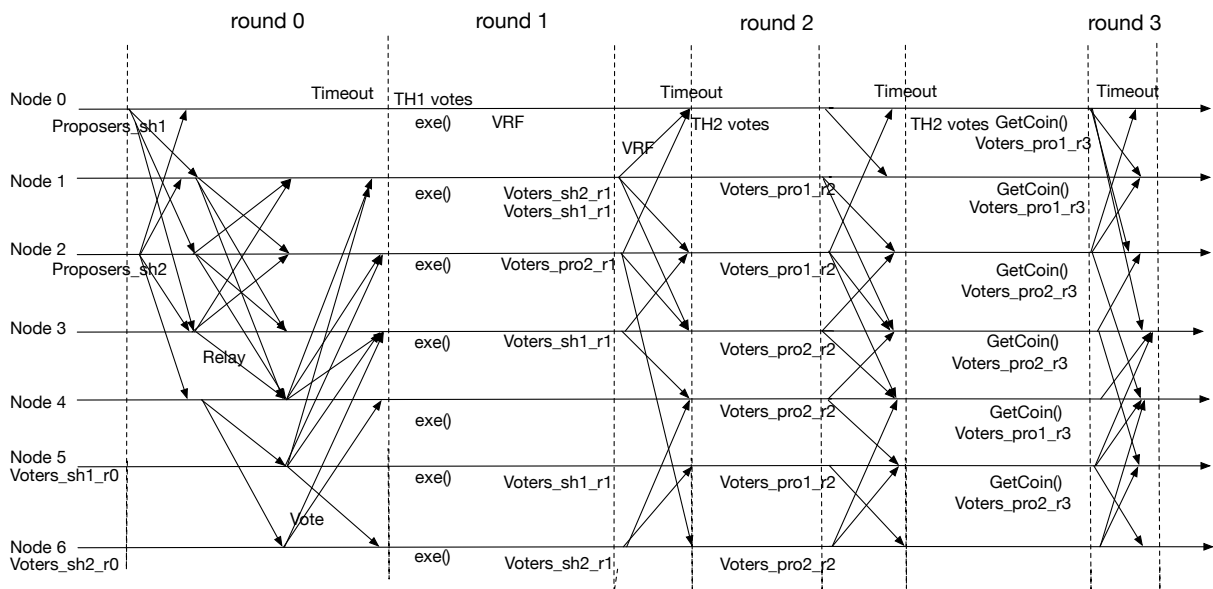 round 0
round 1
round 2
round 3
Node 0
Timeout
TH1 votes
Timeout
Timeout
Timeout
Proposers_sh1
exe()
VRF
TH2 votes
TH2 votes
GetCoin()
Voters_pro1_r3
VRF
Node 1
exe()
Voters_sh2_r1
Voters_sh1_r1
Voters_pro1_r2
GetCoin()
Voters_pro1_r3
Node 2
Proposers_sh2
exe()
Voters_pro2_r1
Voters_pro1_r2
GetCoin()
Voters_pro2_r3
Node 3
Relay
exe()
Voters_sh1_r1
Voters_pro2_r2
GetCoin()
Voters_pro2_r3
Node 4
exe()
Voters_pro2_r2
GetCoin()
Voters_pro1_r3
Node 5
Voters_sh1_r0
exe()
Voters_sh1_r1
Voters_pro1_r2
GetCoin()
Voters_pro2_r3
Vote
Node 6
Voters_sh2_r0
exe()
Voters_sh2_r1
Voters_pro2_r2